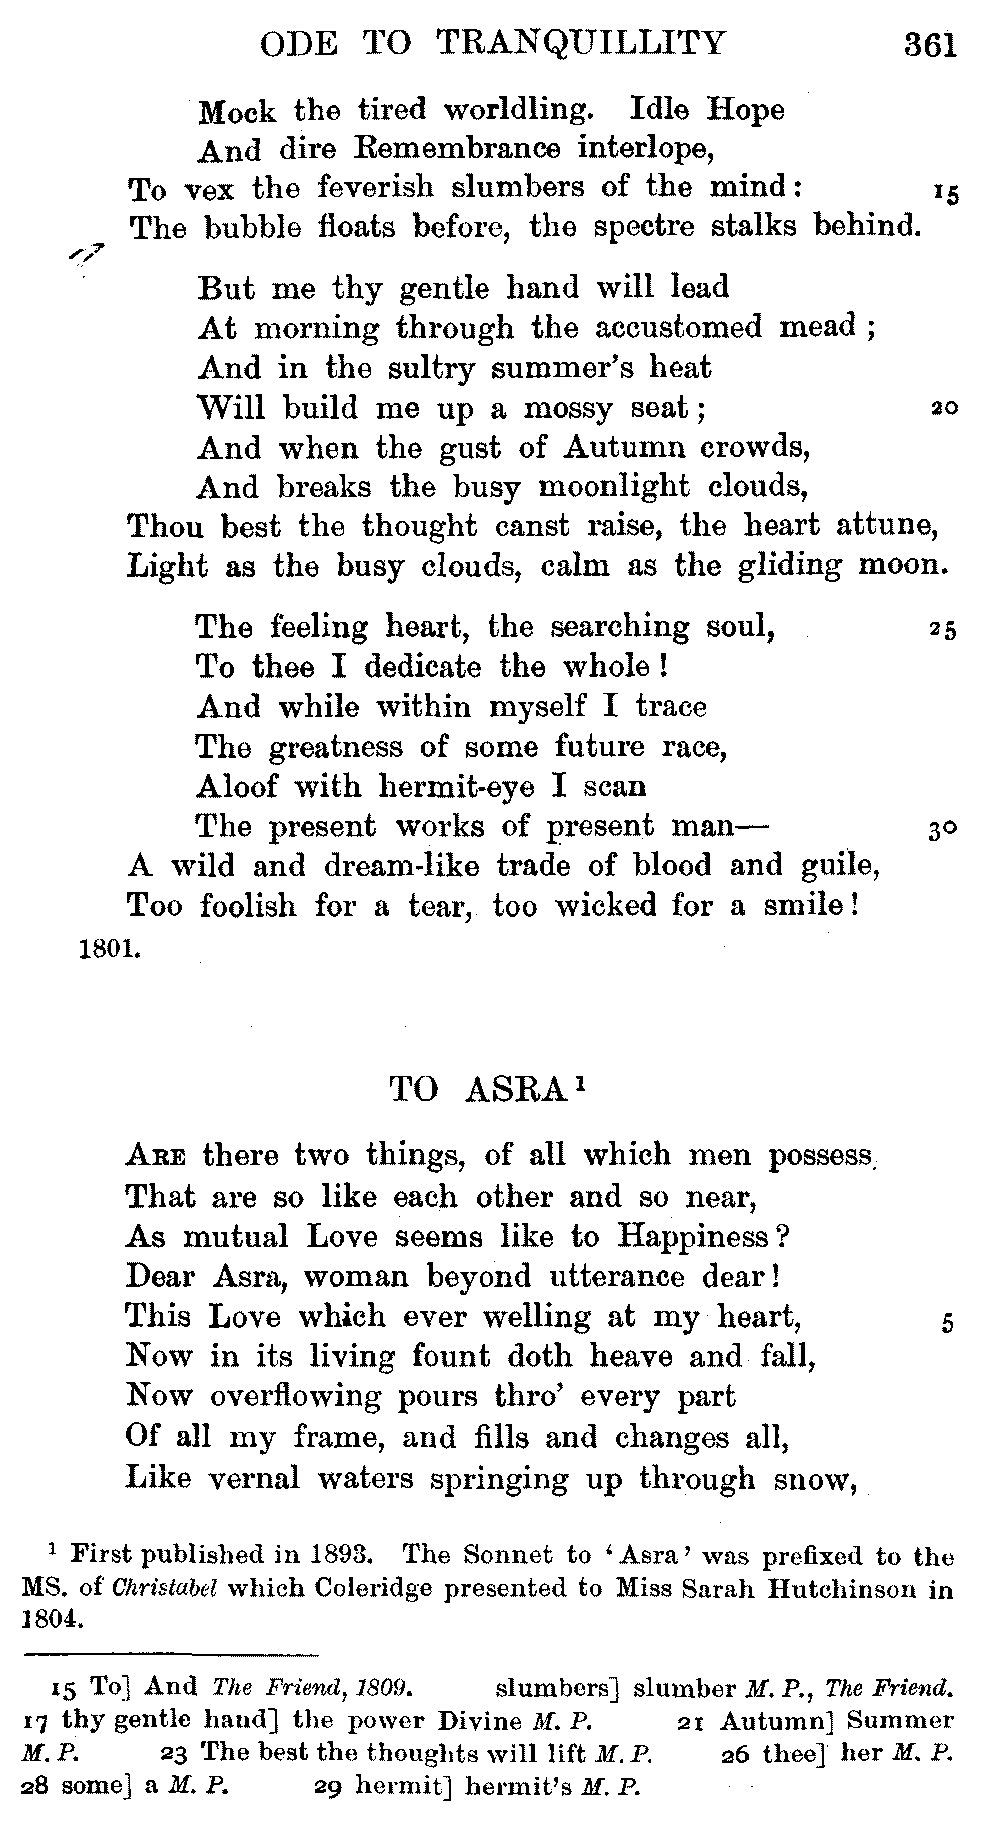 ODE TO TRANQUILLITY 361
Mock the tired worldling. Idle Hope
And dire Remembrance interlope,
To vex the feverish slumbers of the mind: 15
The bubble floats before, the spectre stalks behind.
But me thy gentle hand will lead
At morning through the accustomed mead ;
And in the sultry summer's heat
Will build me up a mossy seat ; 20
And when the gust of Autumn crowds,
And breaks the busy moonlight clouds,
Thou best the thought canst raise, the heart attune,
Light as the busy clouds, calm as the gliding moon.
The feeling heart, the searching soul, 25
To thee I dedicate the whole !
And while within myself I trace
The greatness of some future race,
Aloof with hermit-eye I scan
The present works of present man— 30
A wild and dream-like trade of blood and guile,
Too foolish for a tear, too wicked for a smile !
1801.
TO ASRA ¹
ARE there two things, of all which men possess
That are so like each other and so near,
As mutual Love seems like to Happiness ?
Dear Asra, woman beyond utterance dear !
This Love which ever welling at my heart, 5
Now in its living fount doth heave and fall,
Now overflowing pours thro' every part
Of all my frame, and fills and changes all,
Like vernal waters springing up through snow,
¹ First published in 1893. The Sonnet to 'Asra' was prefixed to the
MS. of Christabel which Coleridge presented to Miss Sarah Hutchinson in
1804.
15 To] And The Friend, 1809. slumbers] slumber M. P., The Friend.
17 thy gentle hand] the power Divine M. P. 21 Autumn] Summer
M. P. 23 The best the thoughts will lift M. P. 26 thee] her M. P.
28 some] a M. P. 29 hermit] hermit's M. P.